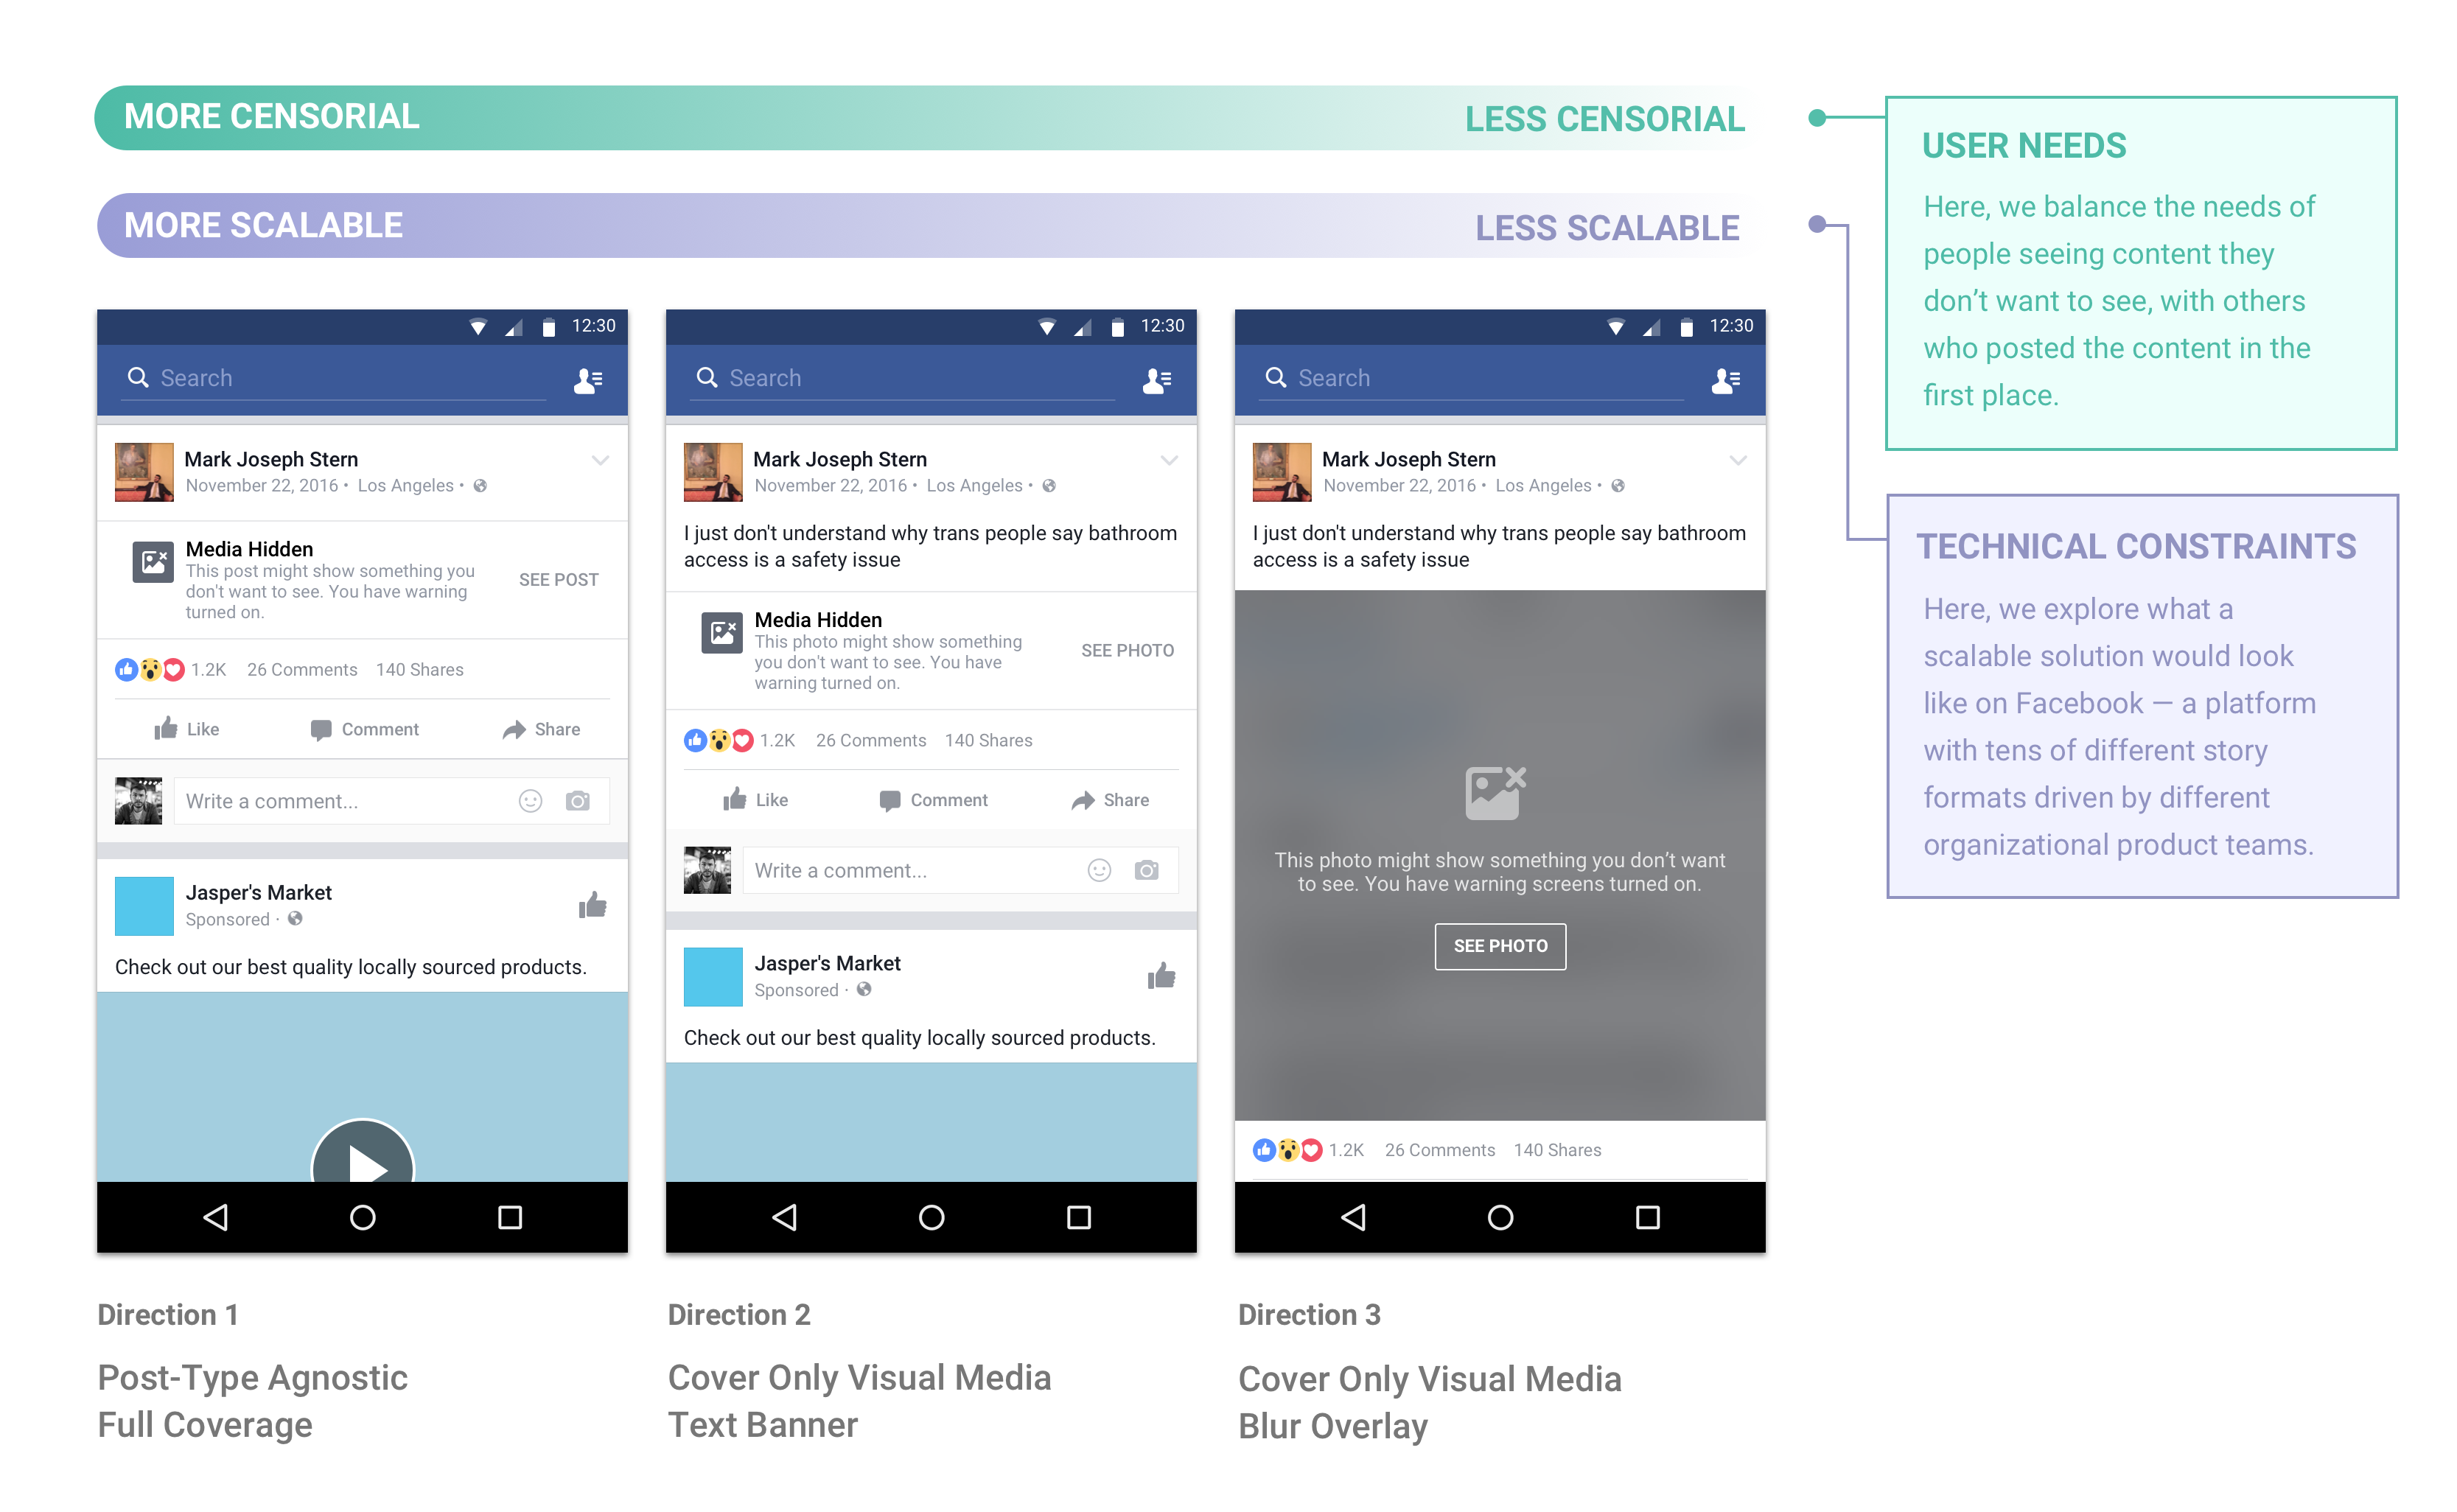 MORE CENSORIAL
LESS CENSORIAL
MORE SCALABLE
LESS SCALABLE
USER NEEDS
Here, we balance the needs of
people seeing content they
don’t want to see, with others
who posted the content in the
first place.
TECHNICAL CONSTRAINTS
Here, we explore what a
scalable solution would look
like on Facebook — a platform
with tens of different story
formats driven by different
organizational product teams.
12:30
Search
Mark Joseph Stern
November 22, 2016 • Los Angeles •
Media Hidden
This post might show something you
don't want to see. You have warning
turned on.
SEE POST
1.2K 26 Comments 140 Shares
Like Comment Share
Write a comment...
Jasper's Market
Sponsored ·
Check out our best quality locally sourced products.
Direction 1
Post-Type Agnostic
Full Coverage
12:30
Search
Mark Joseph Stern
November 22, 2016 • Los Angeles •
I just don't understand why trans people say bathroom
access is a safety issue
Media Hidden
This photo might show something
you don't want to see. You have
warning turned on.
SEE PHOTO
1.2K 26 Comments 140 Shares
Like Comment Share
Write a comment...
Jasper's Market
Sponsored ·
Check out our best quality locally sourced products.
Direction 2
Cover Only Visual Media
Text Banner
12:30
Search
Mark Joseph Stern
November 22, 2016 • Los Angeles •
I just don't understand why trans people say bathroom
access is a safety issue
This photo might show something you don’t want
to see. You have warning screens turned on.
SEE PHOTO
1.2K 26 Comments 140 Shares
Direction 3
Cover Only Visual Media
Blur Overlay